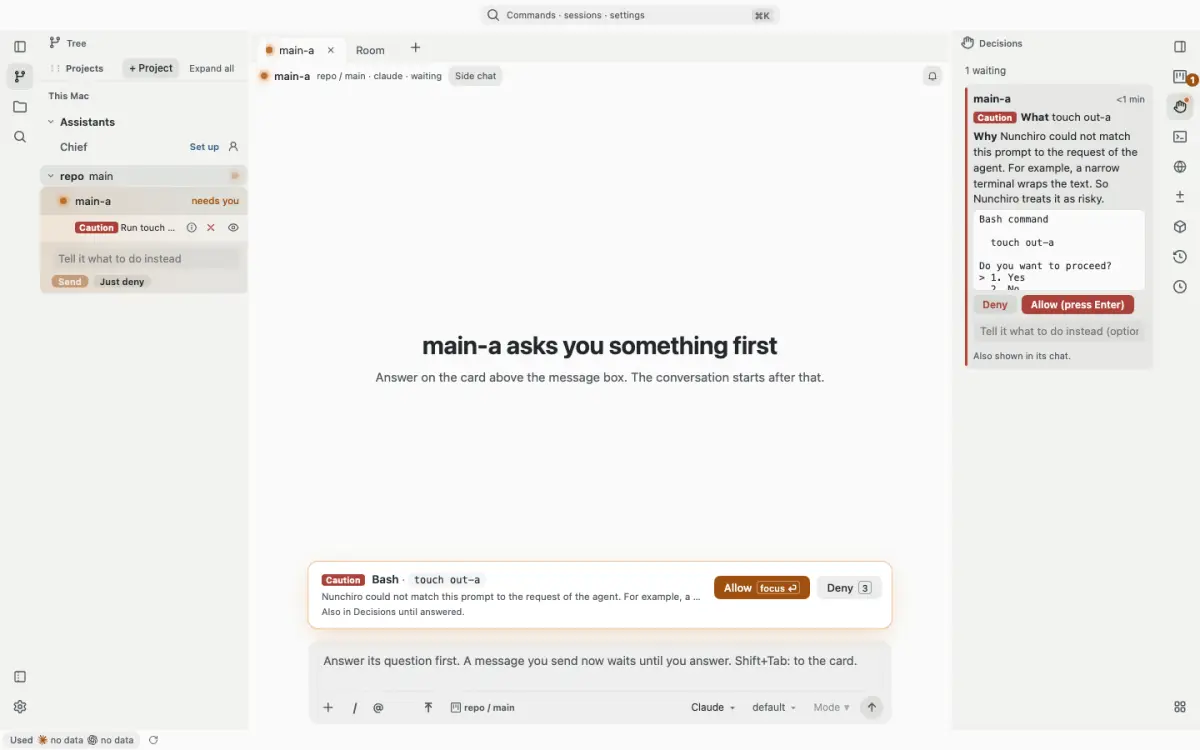 Commands · sessions · settings ⌘K
Tree
Projects + Project Expand all
This Mac
Assistants
Chief Set up
repo main
main-a needs you
Caution Run touch ...
Tell it what to do instead
Send Just deny
main-a × Room +
main-a repo / main · claude · waiting Side chat
main-a asks you something first
Answer on the card above the message box. The conversation starts after that.
Caution Bash · touch out-a
Nunchiro could not match this prompt to the request of the agent. For example, a ...
Also in Decisions until answered.
Allow focus ↵ Deny 3
Answer its question first. A message you send now waits until you answer. Shift+Tab: to the card.
+ / @ repo / main Claude default Mode
Decisions
1 waiting
main-a <1 min
Caution What touch out-a
Why Nunchiro could not match
this prompt to the request of the
agent. For example, a narrow
terminal wraps the text. So
Nunchiro treats it as risky.
Bash command
touch out-a
Do you want to proceed?
> 1. Yes
2. No
Deny Allow (press Enter)
Tell it what to do instead (option
Also shown in its chat.
1
Used no data no data